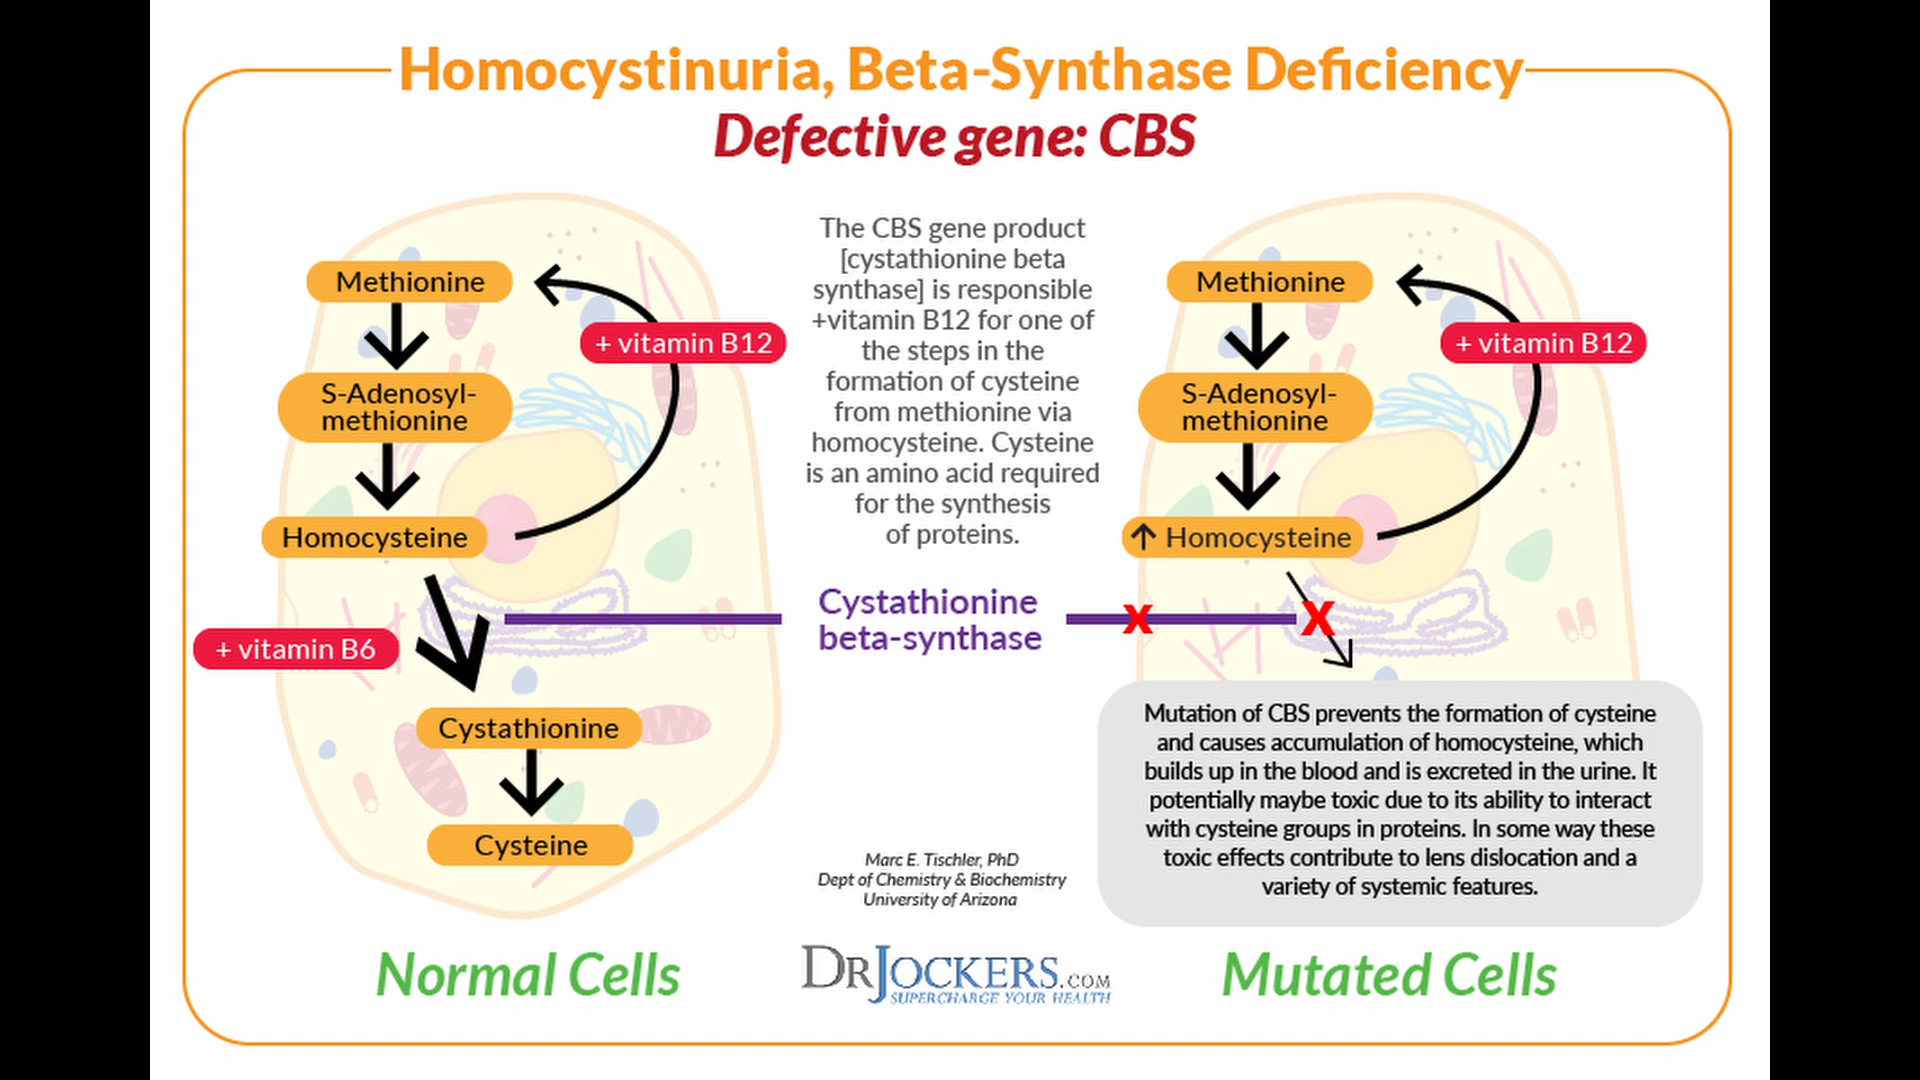 Homocystinuria, Beta-Synthase Deficiency
Defective gene: CBS
Methionine
+ vitamin B12
S-Adenosyl-
methionine
Homocysteine
+ vitamin B6
Cystathionine
Cysteine
Normal Cells
The CBS gene product
[cystathionine beta
synthase] is responsible
+vitamin B12 for one of
the steps in the
formation of cysteine
from methionine via
homocysteine. Cysteine
is an amino acid required
for the synthesis
of proteins.
Cystathionine
beta-synthase
x
X
Marc E. Tischler, PhD
Dept of Chemistry & Biochemistry
University of Arizona
DRJOCKERS.COM
SUPERCHARGE YOUR HEALTH
Methionine
+ vitamin B12
S-Adenosyl-
methionine
↑ Homocysteine
Mutation of CBS prevents the formation of cysteine
and causes accumulation of homocysteine, which
builds up in the blood and is excreted in the urine. It
potentially maybe toxic due to its ability to interact
with cysteine groups in proteins. In some way these
toxic effects contribute to lens dislocation and a
variety of systemic features.
Mutated Cells